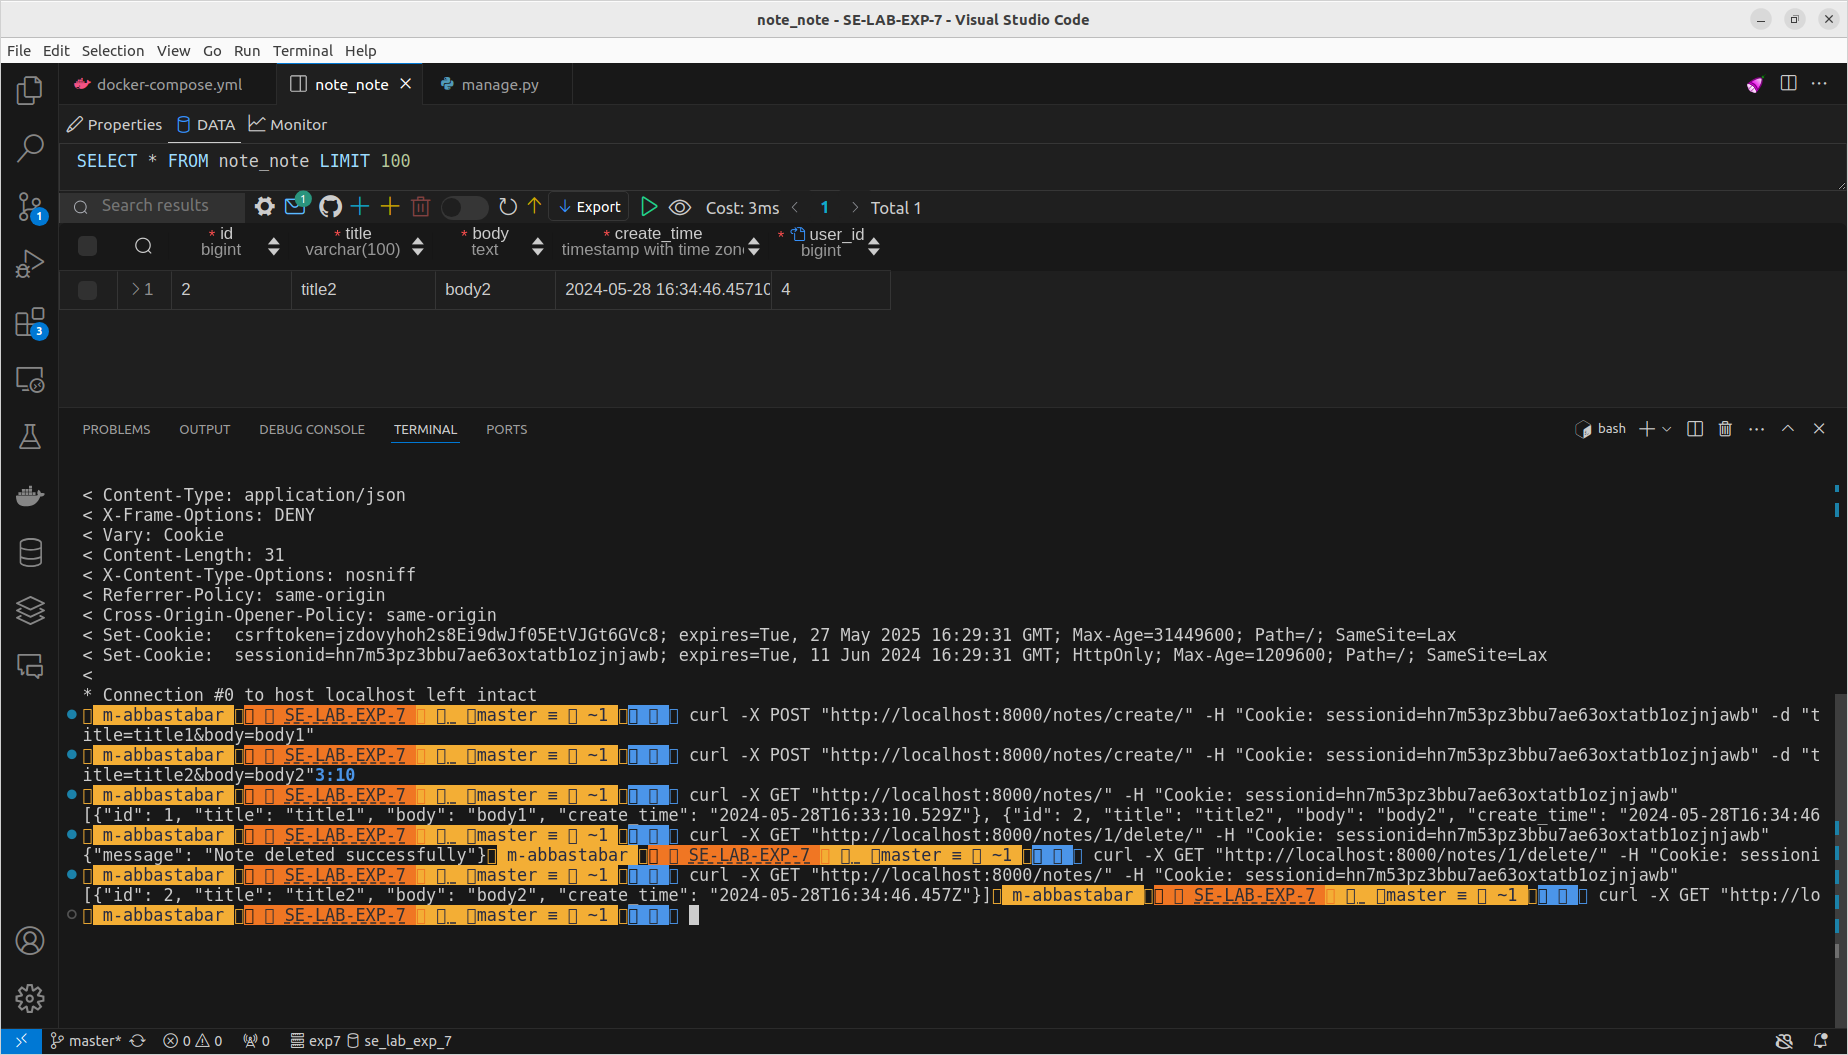 note_note - SE-LAB-EXP-7 - Visual Studio Code
File Edit Selection View Go Run Terminal Help
docker-compose.yml note_note manage.py
Properties DATA Monitor
SELECT * FROM note_note LIMIT 100
Search results 1 Export Cost: 3ms 1 Total 1
* id * title * body * create_time * user_id
bigint varchar(100) text timestamp with time zon bigint
1 2 title2 body2 2024-05-28 16:34:46.45710 4
1
3
PROBLEMS OUTPUT DEBUG CONSOLE TERMINAL PORTS bash
< Content-Type: application/json
< X-Frame-Options: DENY
< Vary: Cookie
< Content-Length: 31
< X-Content-Type-Options: nosniff
< Referrer-Policy: same-origin
< Cross-Origin-Opener-Policy: same-origin
< Set-Cookie:  csrftoken=jzdovyhoh2s8Ei9dwJf05EtVJGt6GVc8; expires=Tue, 27 May 2025 16:29:31 GMT; Max-Age=31449600; Path=/; SameSite=Lax
< Set-Cookie:  sessionid=hn7m53pz3bbu7ae63oxtatb1ozjnjawb; expires=Tue, 11 Jun 2024 16:29:31 GMT; HttpOnly; Max-Age=1209600; Path=/; SameSite=Lax
<
* Connection #0 to host localhost left intact
m-abbastabar SE-LAB-EXP-7 master ≡ ~1 curl -X POST "http://localhost:8000/notes/create/" -H "Cookie: sessionid=hn7m53pz3bbu7ae63oxtatb1ozjnjawb" -d "t
itle=title1&body=body1"
m-abbastabar SE-LAB-EXP-7 master ≡ ~1 curl -X POST "http://localhost:8000/notes/create/" -H "Cookie: sessionid=hn7m53pz3bbu7ae63oxtatb1ozjnjawb" -d "t
itle=title2&body=body2"3:10
m-abbastabar SE-LAB-EXP-7 master ≡ ~1 curl -X GET "http://localhost:8000/notes/" -H "Cookie: sessionid=hn7m53pz3bbu7ae63oxtatb1ozjnjawb"
[{"id": 1, "title": "title1", "body": "body1", "create_time": "2024-05-28T16:33:10.529Z"}, {"id": 2, "title": "title2", "body": "body2", "create_time": "2024-05-28T16:34:46
m-abbastabar SE-LAB-EXP-7 master ≡ ~1 curl -X GET "http://localhost:8000/notes/1/delete/" -H "Cookie: sessionid=hn7m53pz3bbu7ae63oxtatb1ozjnjawb"
{"message": "Note deleted successfully"} m-abbastabar SE-LAB-EXP-7 master ≡ ~1 curl -X GET "http://localhost:8000/notes/1/delete/" -H "Cookie: sessioni
m-abbastabar SE-LAB-EXP-7 master ≡ ~1 curl -X GET "http://localhost:8000/notes/" -H "Cookie: sessionid=hn7m53pz3bbu7ae63oxtatb1ozjnjawb"
[{"id": 2, "title": "title2", "body": "body2", "create_time": "2024-05-28T16:34:46.457Z"}] m-abbastabar SE-LAB-EXP-7 master ≡ ~1 curl -X GET "http://lo
m-abbastabar SE-LAB-EXP-7 master ≡ ~1
master* 0 0 0 exp7 se_lab_exp_7